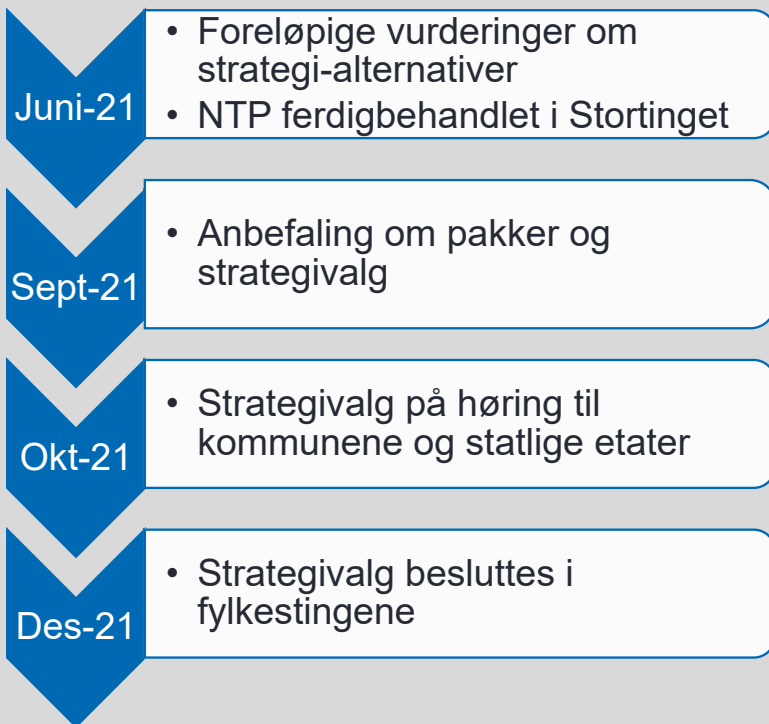 Juni-21
• Foreløpige vurderinger om
strategi-alternativer
• NTP ferdigbehandlet i Stortinget
Sept-21
• Anbefaling om pakker og
strategivalg
Okt-21
• Strategivalg på høring til
kommunene og statlige etater
Des-21
• Strategivalg besluttes i
fylkestingene